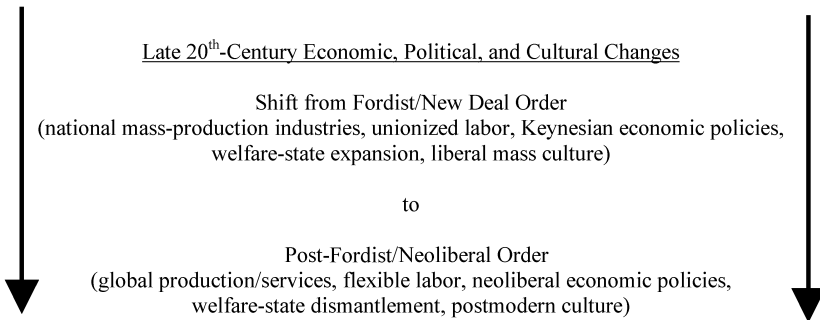 Late 20th-Century Economic, Political, and Cultural Changes
Shift from Fordist/New Deal Order
(national mass-production industries, unionized labor, Keynesian economic policies,
welfare-state expansion, liberal mass culture)
to
Post-Fordist/Neoliberal Order
(global production/services, flexible labor, neoliberal economic policies,
welfare-state dismantlement, postmodern culture)